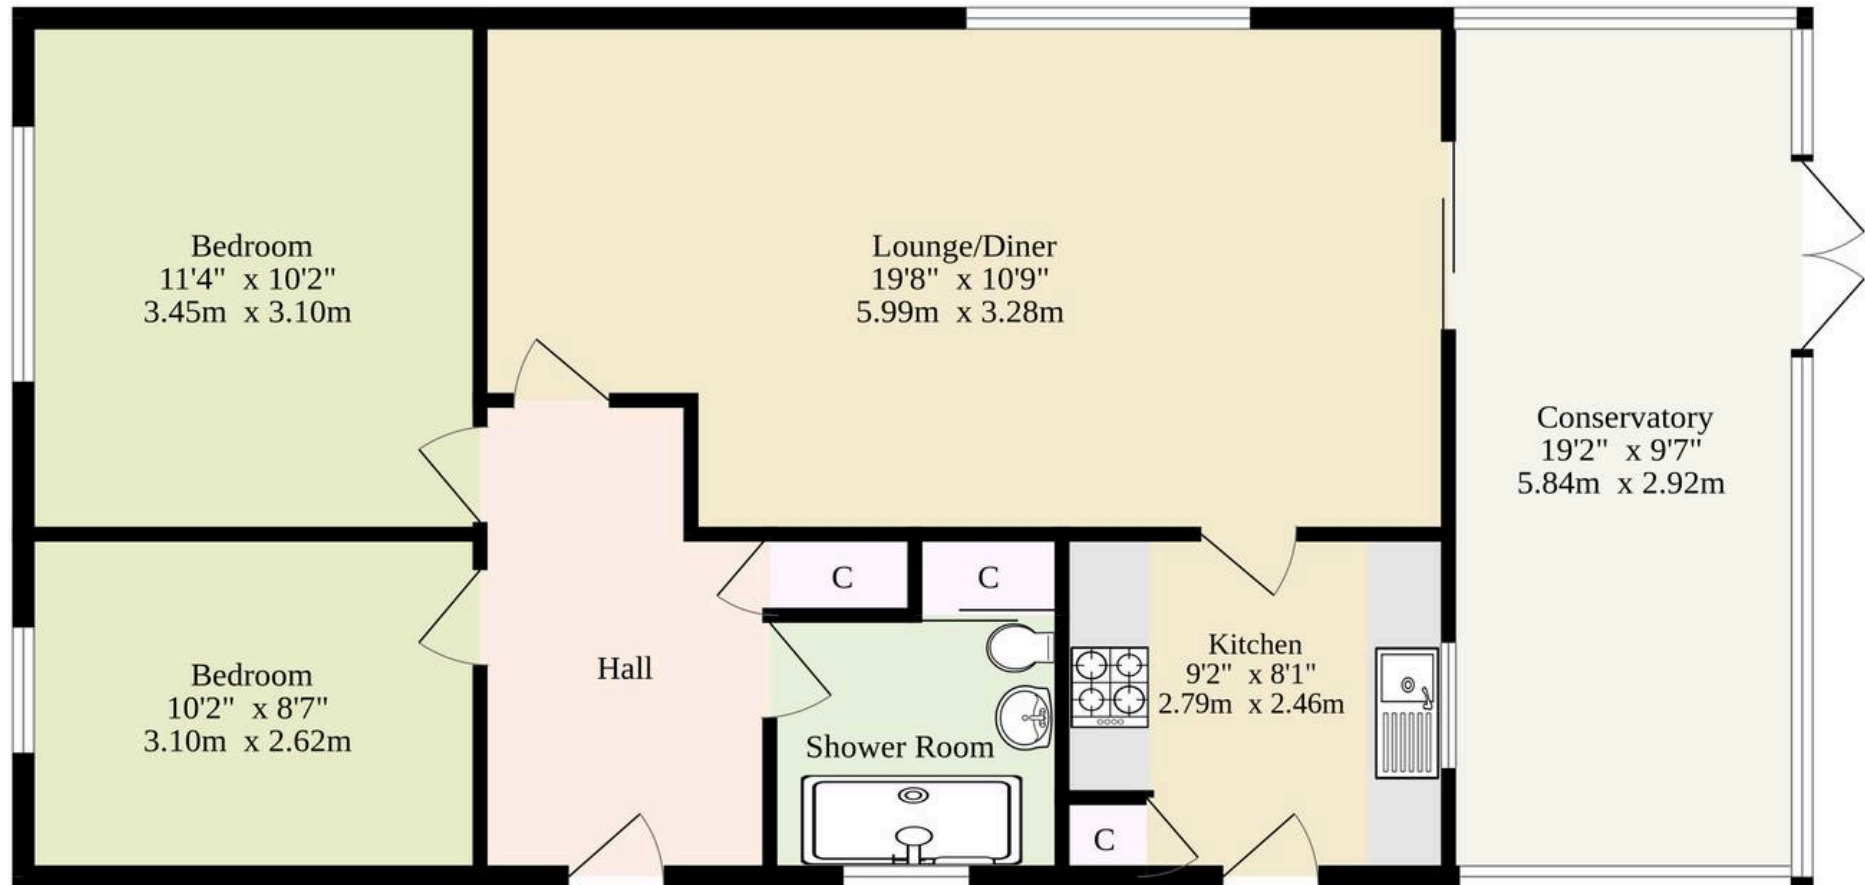 Bedroom
11'4" x 10'2"
3.45m x 3.10m
Lounge/Diner
19'8" x 10'9"
5.99m x 3.28m
Conservatory
19'2" x 9'7"
5.84m x 2.92m
C
C
Bedroom
10'2" x 8'7"
3.10m x 2.62m
Hall
Kitchen
9'2" x 8'1"
2.79m x 2.46m
Shower Room
C